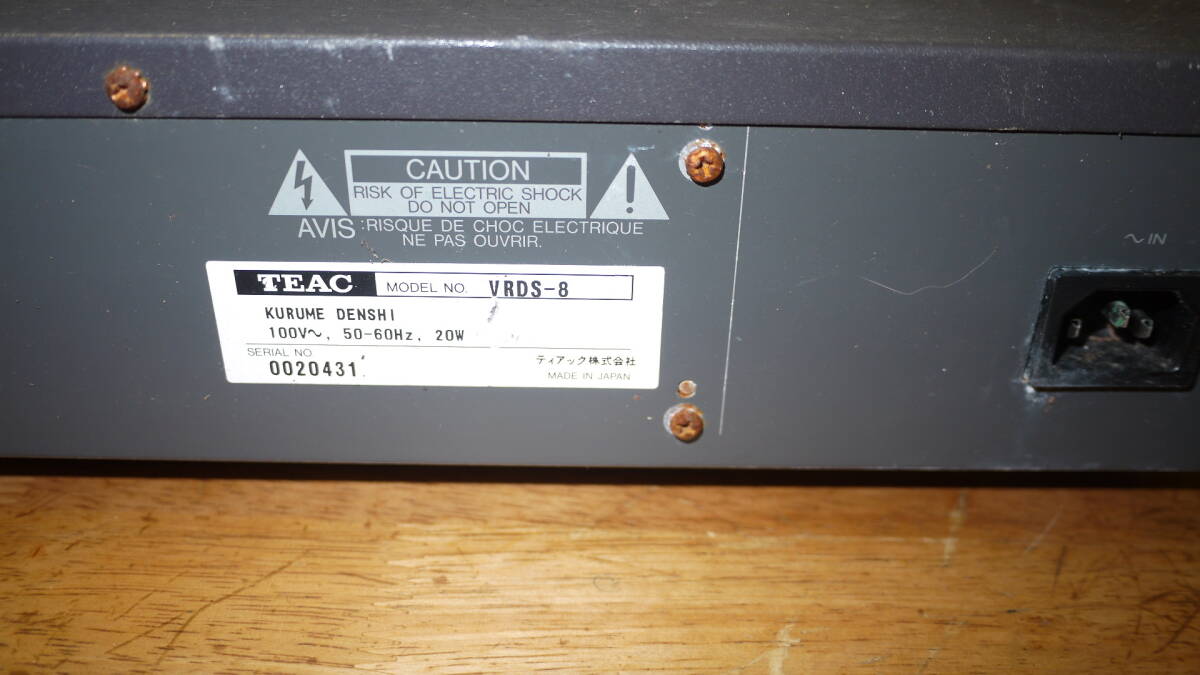 CAUTION
RISK OF ELECTRIC SHOCK
DO NOT OPEN
AVIS :RISQUE DE CHOC ELECTRIQUE
NE PAS OUVRIR.
~IN
TEAC MODEL NO. VRDS-8
KURUME DENSHI
100V~, 50-60Hz, 20W
SERIAL NO
0020431
ティアック株式会社
MADE IN JAPAN